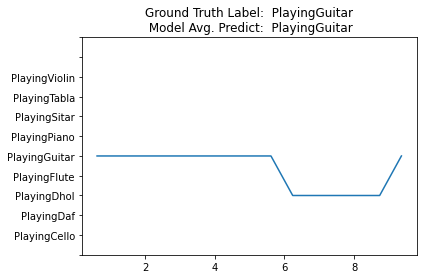 Ground Truth Label:  PlayingGuitar
Model Avg. Predict:  PlayingGuitar
PlayingViolin
PlayingTabla
PlayingSitar
PlayingPiano
PlayingGuitar
PlayingFlute
PlayingDhol
PlayingDaf
PlayingCello
2 4 6 8